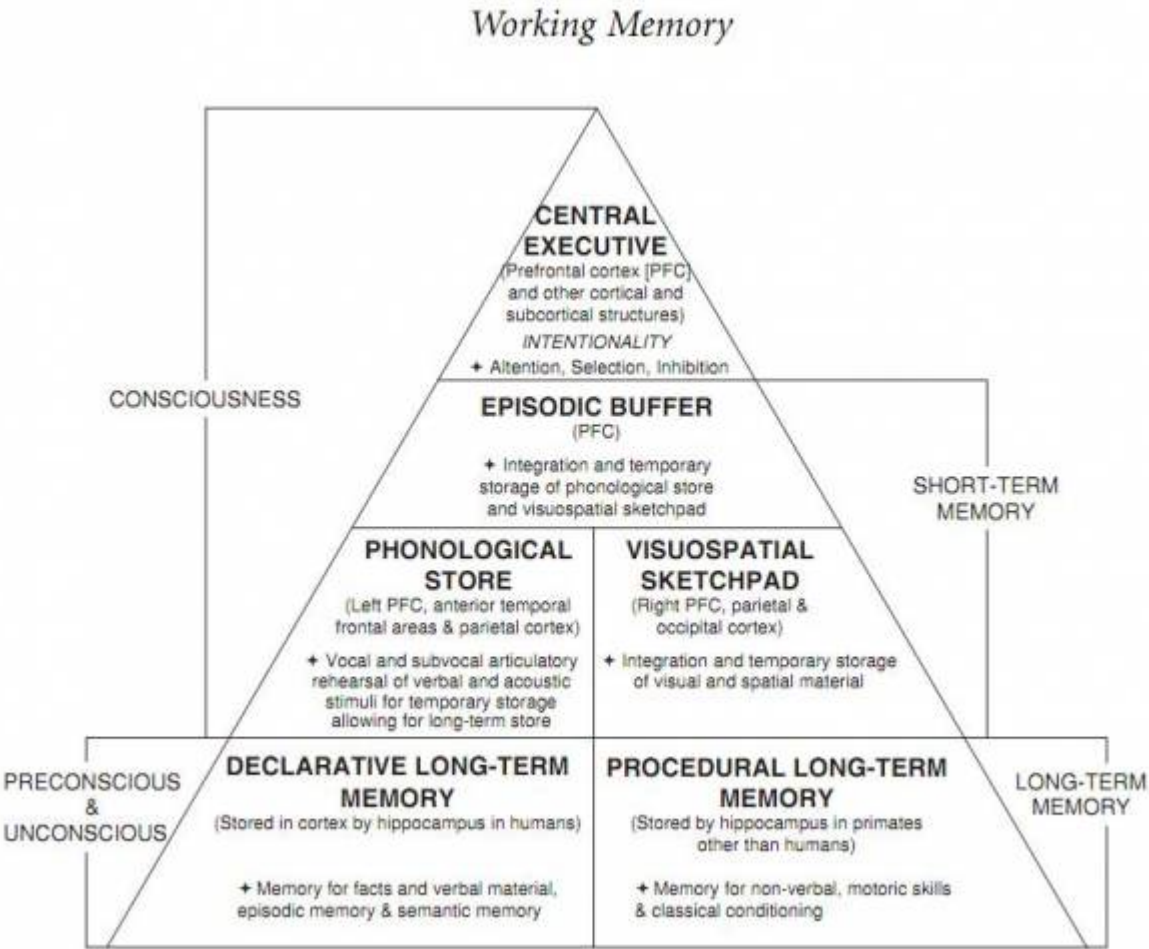 Working Memory
CENTRAL
EXECUTIVE
(Prefrontal cortex [PFC]
and other cortical and
subcortical structures)
INTENTIONALITY
✦ Altention, Selection, Inhibition
CONSCIOUSNESS
EPISODIC BUFFER
(PFC)
✦ Integration and temporary
storage of phonological store
and visuospatial sketchpad
SHORT-TERM
MEMORY
PHONOLOGICAL
STORE
(Left PFC, anterior temporal
frontal areas & parietal cortex)
✦ Vocal and subvocal articulatory
rehearsal of verbal and acoustic
stimuli for temporary storage
allowing for long-term store
VISUOSPATIAL
SKETCHPAD
(Right PFC, parietal &
occipital cortex)
✦ Integration and temporary storage
of visual and spatial material
PRECONSCIOUS
&
UNCONSCIOUS
DECLARATIVE LONG-TERM
MEMORY
(Stored in cortex by hippocampus in humans)
✦ Memory for facts and verbal material,
episodic memory & semantic memory
PROCEDURAL LONG-TERM
MEMORY
(Stored by hippocampus in primates
other than humans)
✦ Memory for non-verbal, motoric skills
& classical conditioning
LONG-TERM
MEMORY